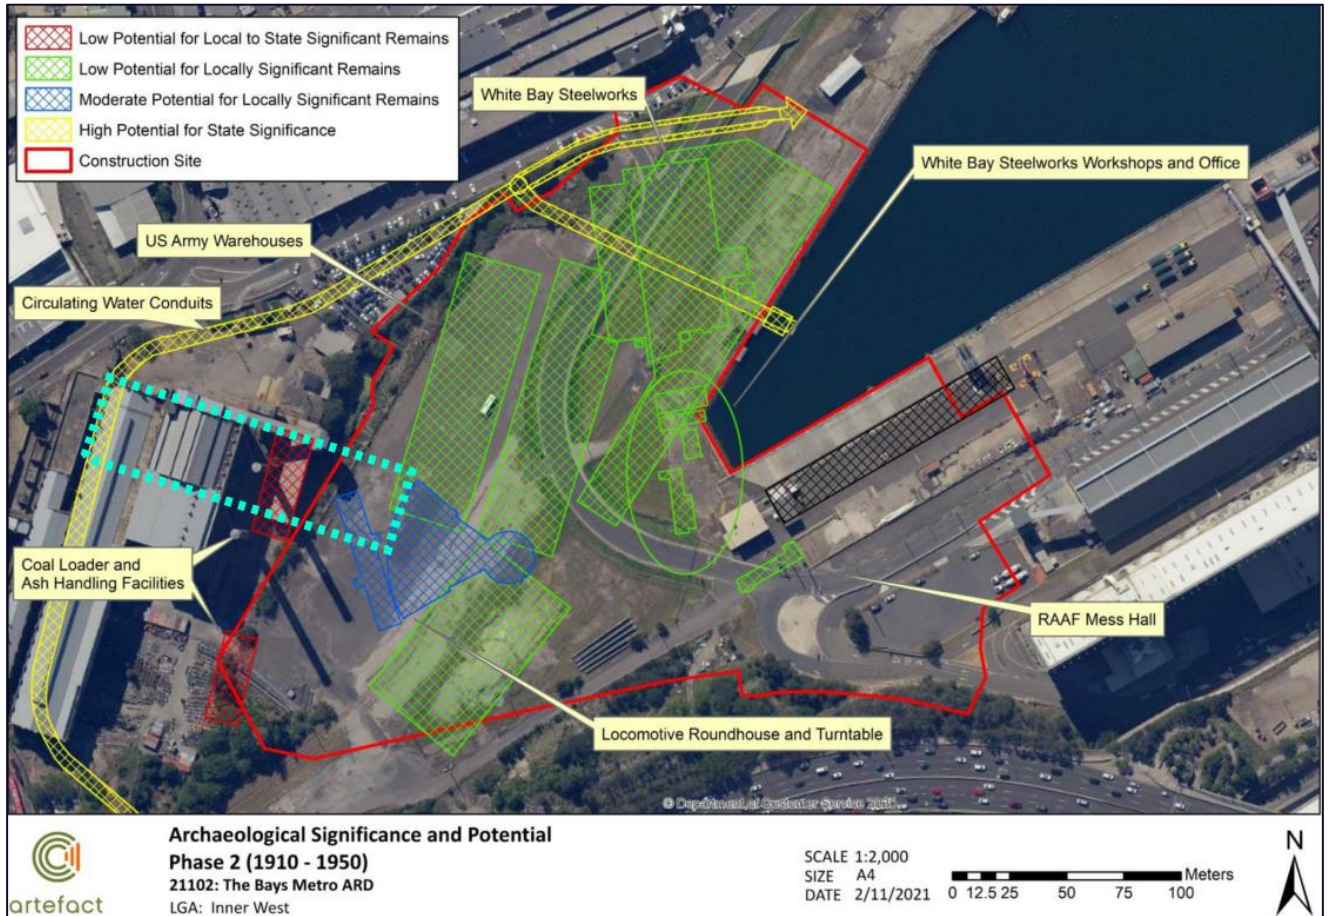 Low Potential for Local to State Significant Remains
Low Potential for Locally Significant Remains
Moderate Potential for Locally Significant Remains
High Potential for State Significance
Construction Site
White Bay Steelworks
White Bay Steelworks Workshops and Office
US Army Warehouses
Circulating Water Conduits
Coal Loader and
Ash Handling Facilities
RAAF Mess Hall
Locomotive Roundhouse and Turntable
© Department of Customer Service
artefact
Archaeological Significance and Potential
Phase 2 (1910 - 1950)
21102: The Bays Metro ARD
LGA: Inner West
SCALE 1:2,000
SIZE A4
DATE 2/11/2021
0 12.5 25 50 75 100 Meters
N